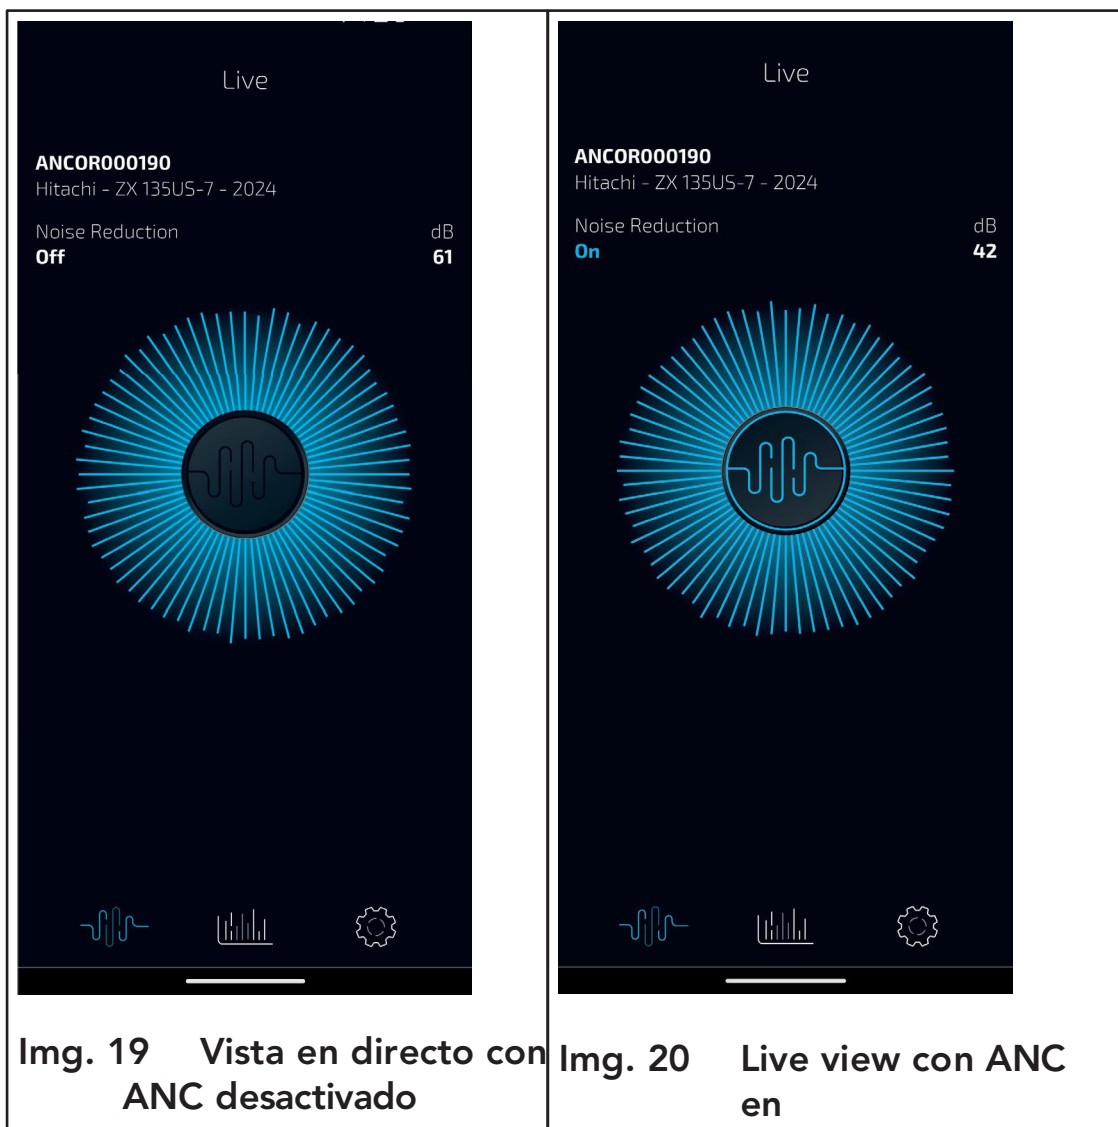 Live
ANCOR000190
Hitachi - ZX 135US-7 - 2024
Noise Reduction dB
Off 61
Img. 19 Vista en directo con
ANC desactivado
Live
ANCOR000190
Hitachi - ZX 135US-7 - 2024
Noise Reduction dB
On 42
Img. 20 Live view con ANC
en